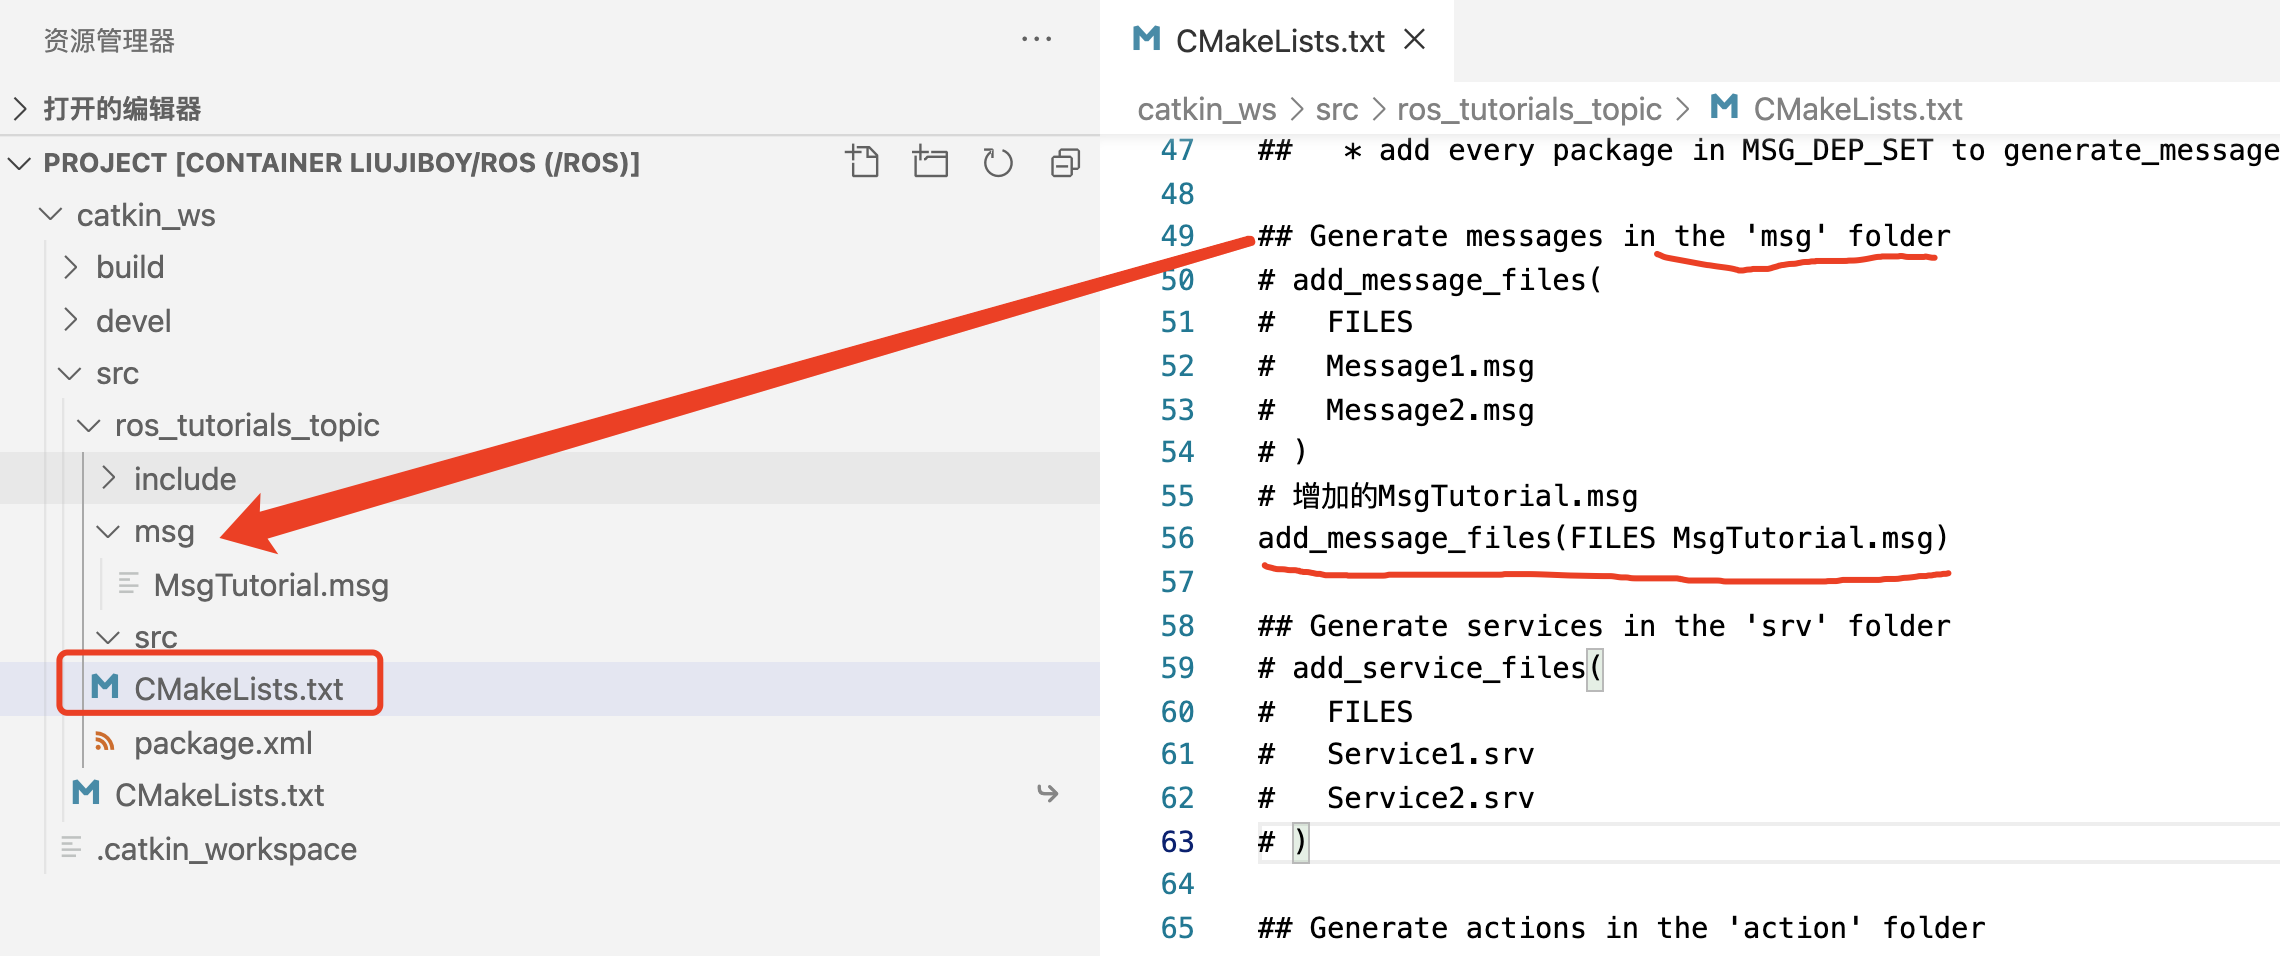 资源管理器
打开的编辑器
PROJECT [CONTAINER LIUJIBOY/ROS (/ROS)]
catkin_ws
build
devel
src
ros_tutorials_topic
include
msg
MsgTutorial.msg
src
CMakeLists.txt
package.xml
CMakeLists.txt
.catkin_workspace
CMakeLists.txt
catkin_ws > src > ros_tutorials_topic > CMakeLists.txt
47 ##   * add every package in MSG_DEP_SET to generate_message
48
49 ## Generate messages in the 'msg' folder
50 # add_message_files(
51 #   FILES
52 #   Message1.msg
53 #   Message2.msg
54 # )
55 # 增加的MsgTutorial.msg
56 add_message_files(FILES MsgTutorial.msg)
57
58 ## Generate services in the 'srv' folder
59 # add_service_files(
60 #   FILES
61 #   Service1.srv
62 #   Service2.srv
63 # )
64
65 ## Generate actions in the 'action' folder